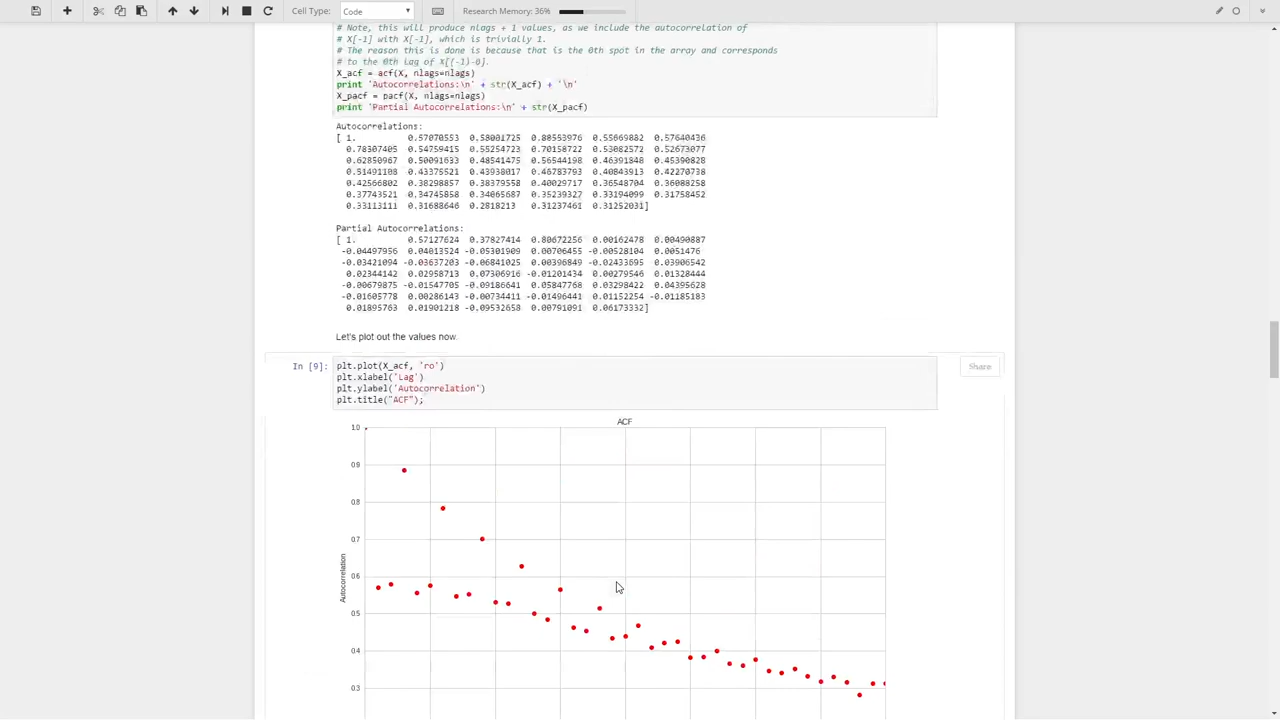 Cell Type: Code Research Memory: 36%
# Note, this will produce nlags + 1 values, as we include the autocorrelation of
# X[-1] with X[-1], which is trivially 1.
# The reason this is done is because that is the 0th spot in the array and corresponds
# to the 0th lag of X[(-1)-0].
X_acf = acf(X, nlags=nlags)
print 'Autocorrelations:\n' + str(X_acf) + '\n'
X_pacf = pacf(X, nlags=nlags)
print 'Partial Autocorrelations:\n' + str(X_pacf)
Autocorrelations:
[ 1. 0.57070553 0.58001725 0.88553976 0.55669882 0.57640436
0.78307405 0.54759415 0.55254723 0.70158722 0.53082572 0.52673077
0.62850967 0.50091633 0.48541475 0.56544198 0.46391848 0.45390828
0.51491108 0.43375521 0.43938017 0.46783793 0.40843913 0.42270738
0.42566802 0.38298857 0.38379558 0.40029717 0.36548704 0.36088258
0.37743521 0.34745858 0.34065687 0.35239327 0.33194099 0.31758452
0.33113111 0.31688646 0.2818213 0.31237461 0.31252031]
Partial Autocorrelations:
[ 1. 0.57127624 0.37827414 0.80672256 0.00162478 0.00490887
-0.04497956 0.04013524 -0.05301909 0.00706455 -0.00528104 0.0051476
-0.03421094 -0.03637203 -0.06841025 0.00396849 -0.02433695 0.03906542
0.02344142 0.02958713 0.07306916 -0.01201434 0.00279546 0.01328444
-0.00679875 -0.01547705 -0.09186641 0.05847768 0.03298422 0.04395628
-0.01605778 0.00286143 -0.00734411 -0.01496441 0.01152254 -0.01185183
0.01895763 0.01901218 -0.09532658 0.00791091 0.06173332]
Let's plot out the values now.
In [9]: plt.plot(X_acf, 'ro')
plt.xlabel('Lag')
plt.ylabel('Autocorrelation')
plt.title("ACF");
Share
ACF
1.0
0.9
0.8
0.7
0.6
0.5
0.4
0.3
Autocorrelation